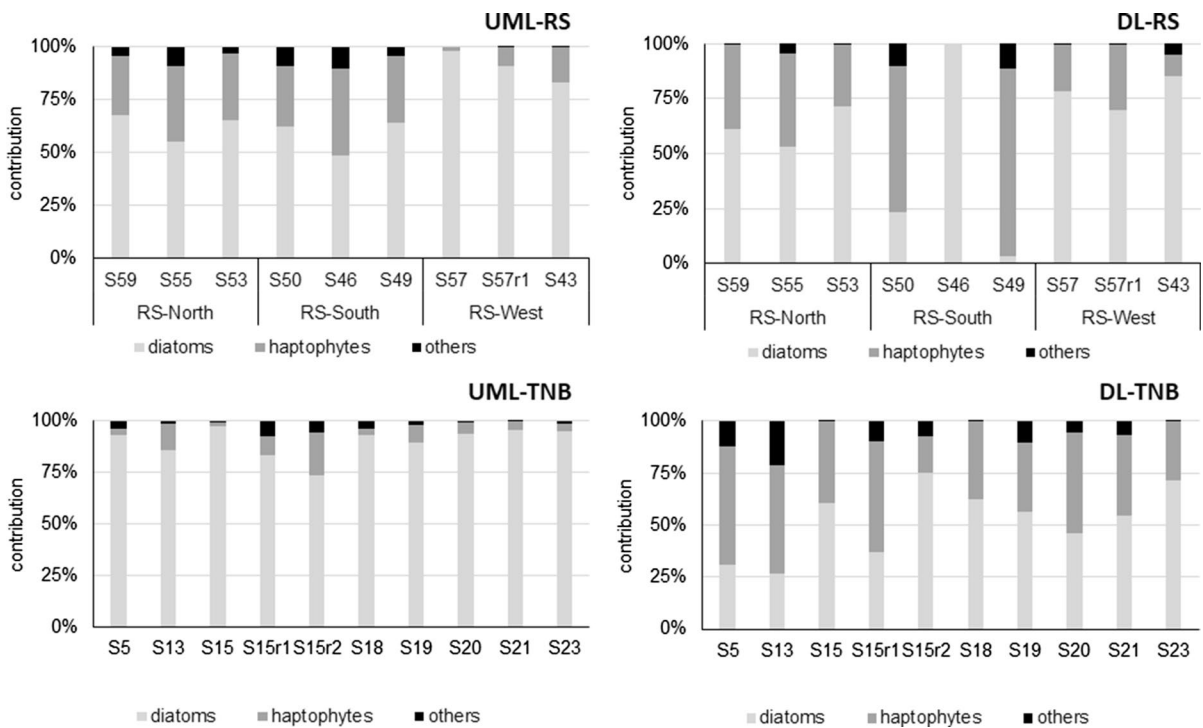 UML-RS
contribution
100%
75%
50%
25%
0%
S59 S55 S53 S50 S46 S49 S57 S57r1 S43
RS-North RS-South RS-West
diatoms haptophytes others
DL-RS
contribution
100%
75%
50%
25%
0%
S59 S55 S53 S50 S46 S49 S57 S57r1 S43
RS-North RS-South RS-West
diatoms haptophytes others
UML-TNB
contribution
100%
75%
50%
25%
0%
S5 S13 S15 S15r1 S15r2 S18 S19 S20 S21 S23
diatoms haptophytes others
DL-TNB
contribution
100%
75%
50%
25%
0%
S5 S13 S15 S15r1 S15r2 S18 S19 S20 S21 S23
diatoms haptophytes others